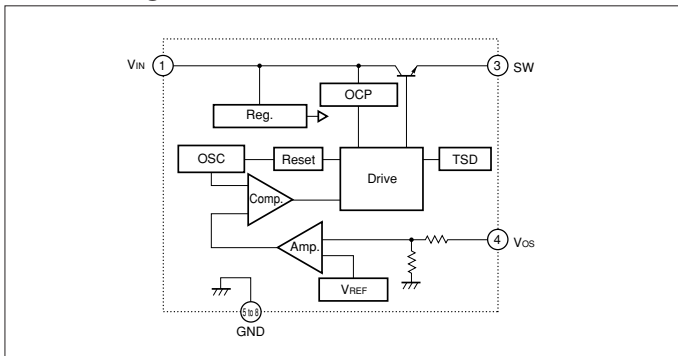 VIN 1
3 SW
OCP
Reg.
OSC
Reset
Drive
TSD
Comp.
Amp.
4 VOS
VREF
5 to 8
GND